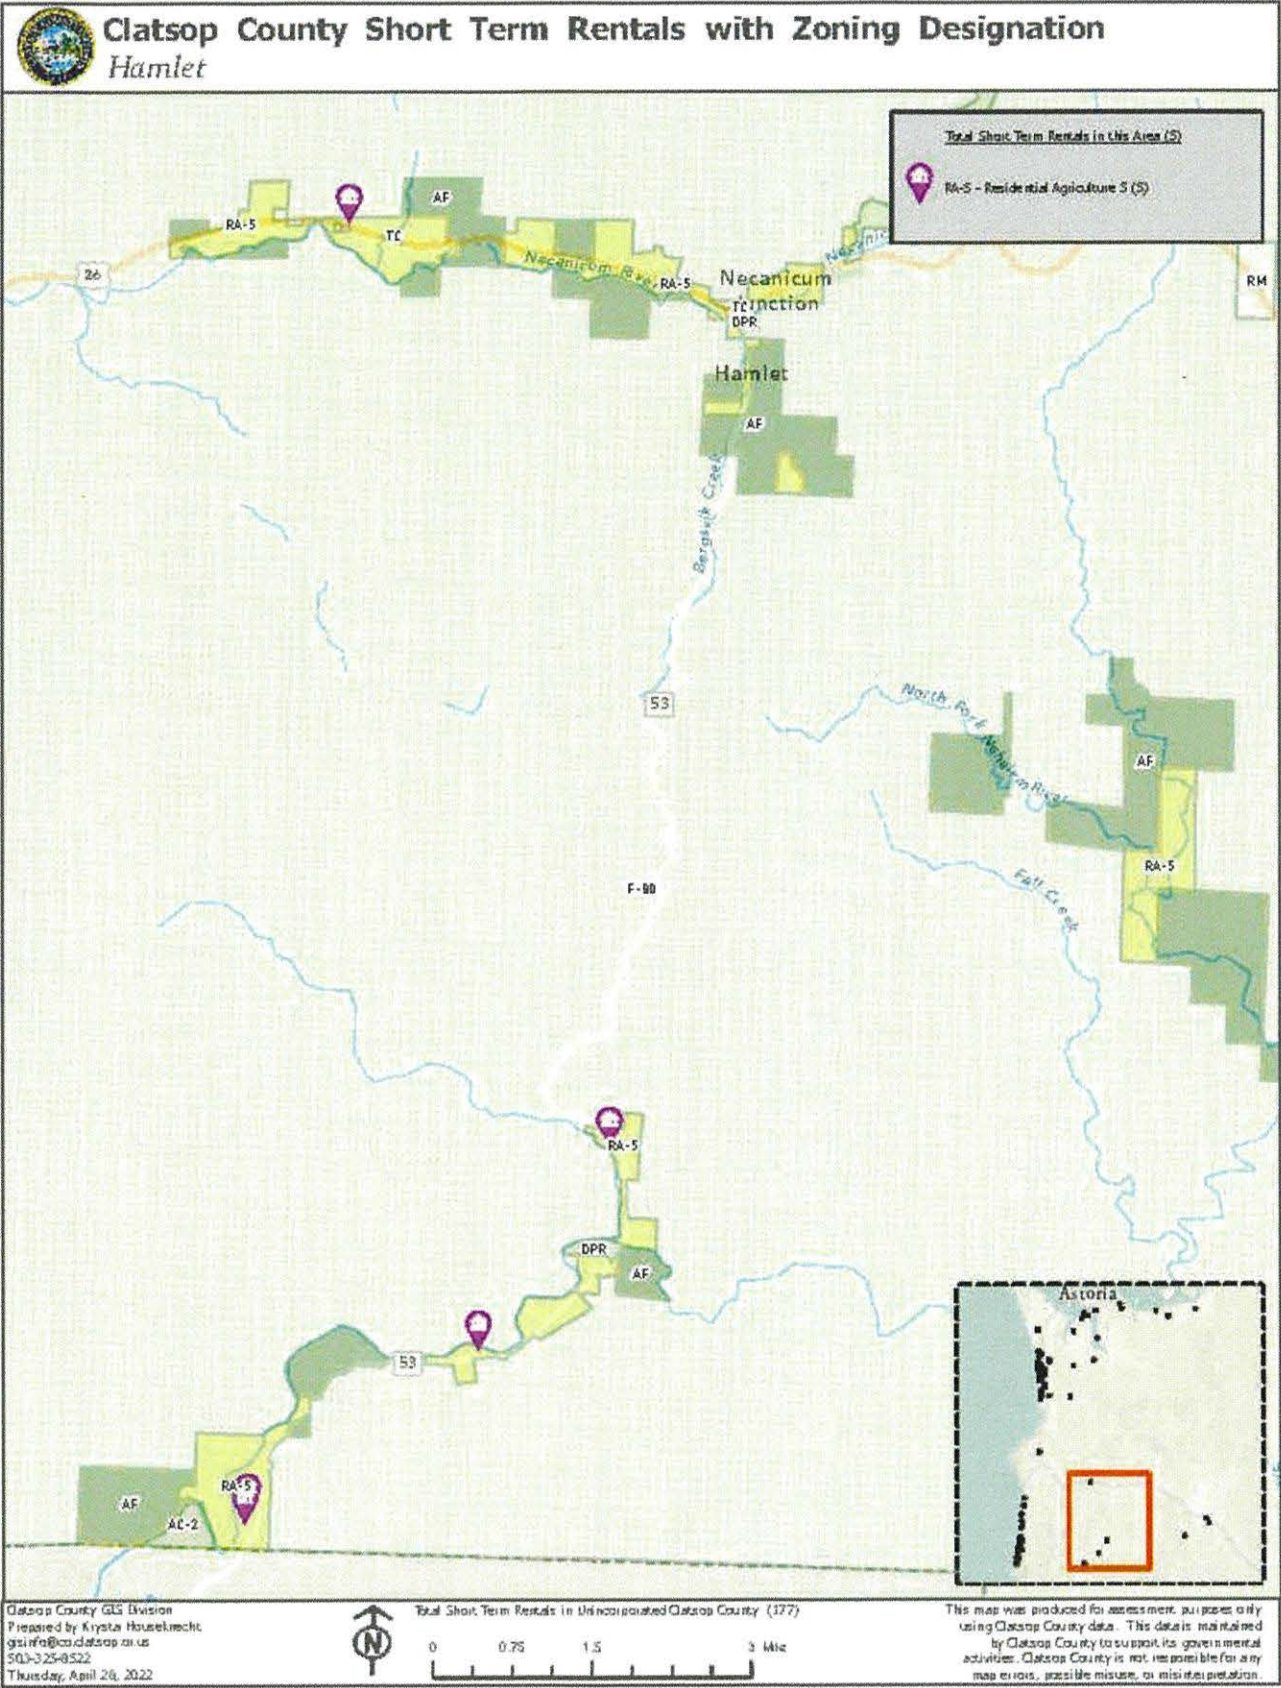 Clatsop County Short Term Rentals with Zoning Designation
Hamlet
Total Short Term Rentals in this Area (5)
RA-5 - Residential Agriculture 5 (5)
AF
RA-5
TC
26
Necanicum River
RA-5
Necanicum
Junction
TC
DPR
RM
Hamlet
AF
Bergsvik Creek
53
North Fork Nehalem River
AF
RA-5
F-80
Fall Creek
RA-5
DPR
AF
53
RA-5
AF
AC-2
Astoria
Clatsop County GIS Division
Prepared by Krysta Houseknecht
gisinfo@co.clatsop.or.us
503-325-8522
Thursday, April 28, 2022
N
Total Short Term Rentals in Unincorporated Clatsop County (177)
0 0.75 1.5 3 Mile
This map was produced for assessment purposes only
using Clatsop County data. This data is maintained
by Clatsop County to support its governmental
activities. Clatsop County is not responsible for any
map errors, possible misuse, or misinterpretation.